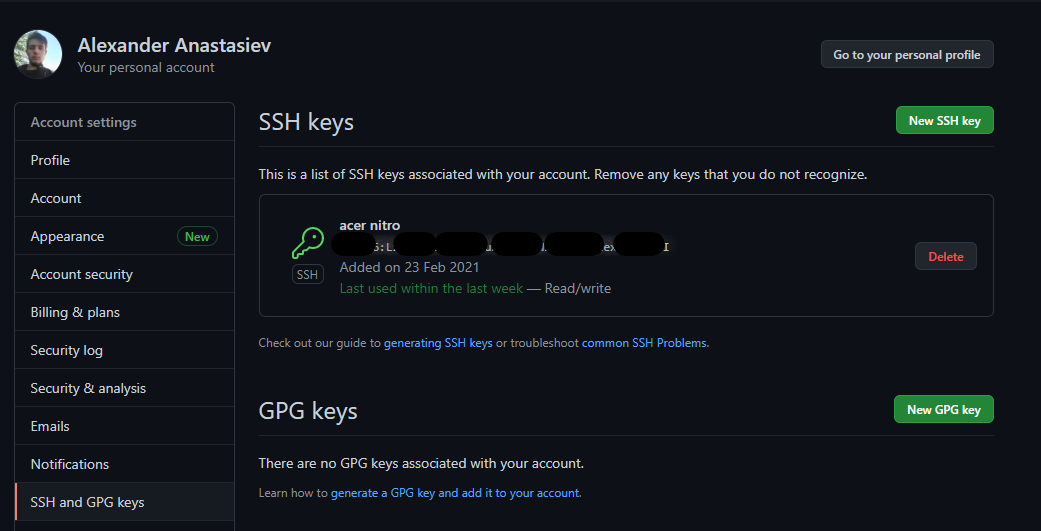 Alexander Anastasiev
Your personal account
Go to your personal profile
Account settings
Profile
Account
Appearance New
Account security
Billing & plans
Security log
Security & analysis
Emails
Notifications
SSH and GPG keys
SSH keys
New SSH key
This is a list of SSH keys associated with your account. Remove any keys that you do not recognize.
acer nitro
SSH
Added on 23 Feb 2021
Last used within the last week — Read/write
Delete
Check out our guide to generating SSH keys or troubleshoot common SSH Problems.
GPG keys
New GPG key
There are no GPG keys associated with your account.
Learn how to generate a GPG key and add it to your account.